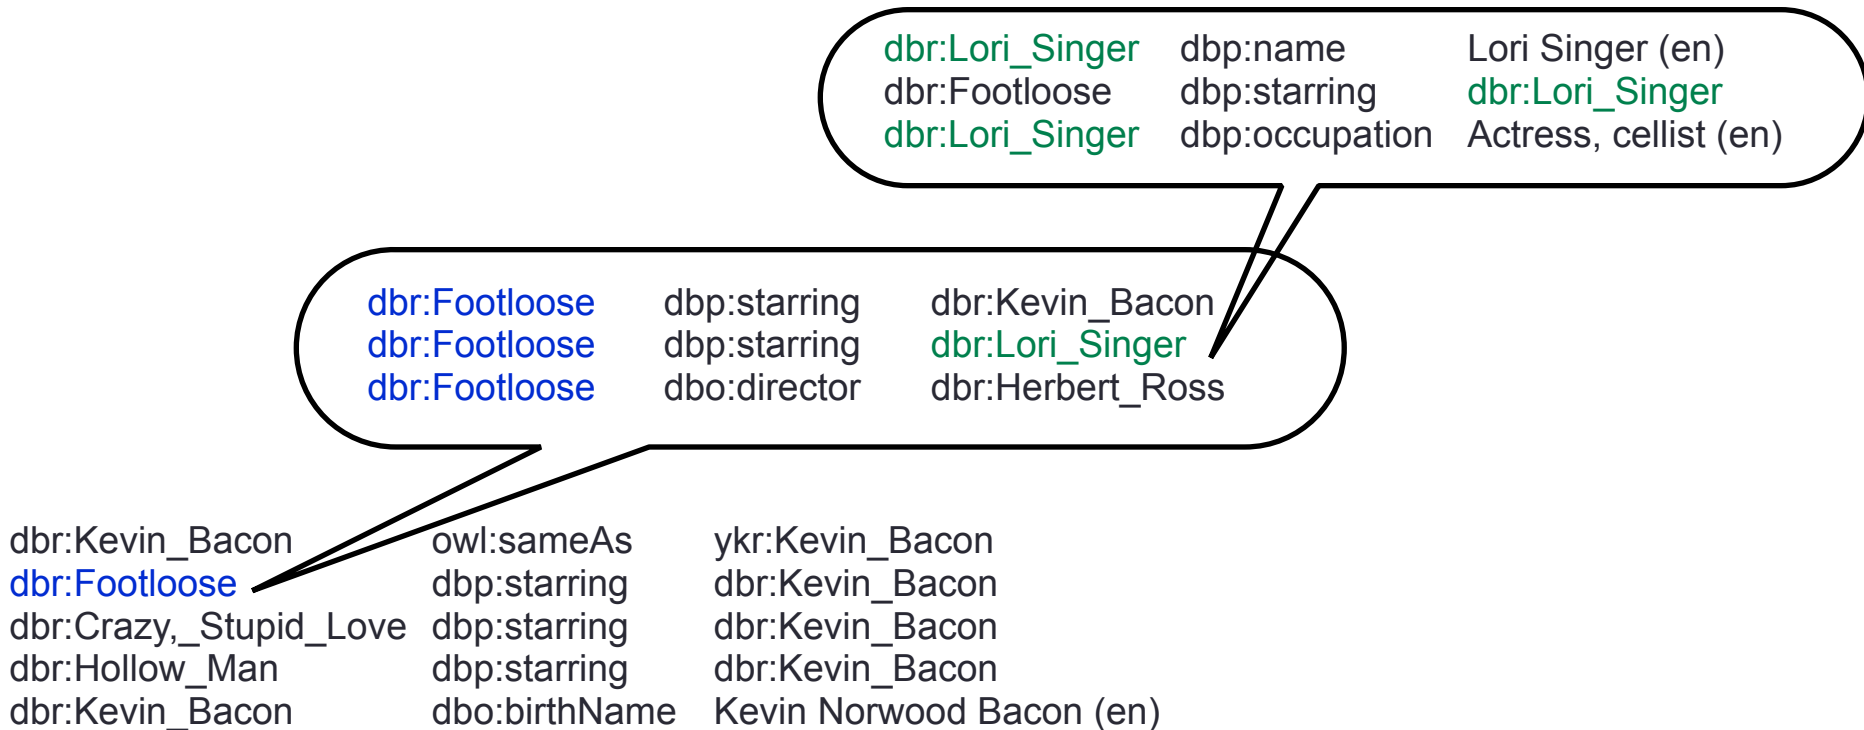 dbr:Lori_Singer dbp:name Lori Singer (en)
dbr:Footloose dbp:starring dbr:Lori_Singer
dbr:Lori_Singer dbp:occupation Actress, cellist (en)
dbr:Footloose dbp:starring dbr:Kevin_Bacon
dbr:Footloose dbp:starring dbr:Lori_Singer
dbr:Footloose dbo:director dbr:Herbert_Ross
dbr:Kevin_Bacon owl:sameAs ykr:Kevin_Bacon
dbr:Footloose dbp:starring dbr:Kevin_Bacon
dbr:Crazy,_Stupid_Love dbp:starring dbr:Kevin_Bacon
dbr:Hollow_Man dbp:starring dbr:Kevin_Bacon
dbr:Kevin_Bacon dbo:birthName Kevin Norwood Bacon (en)